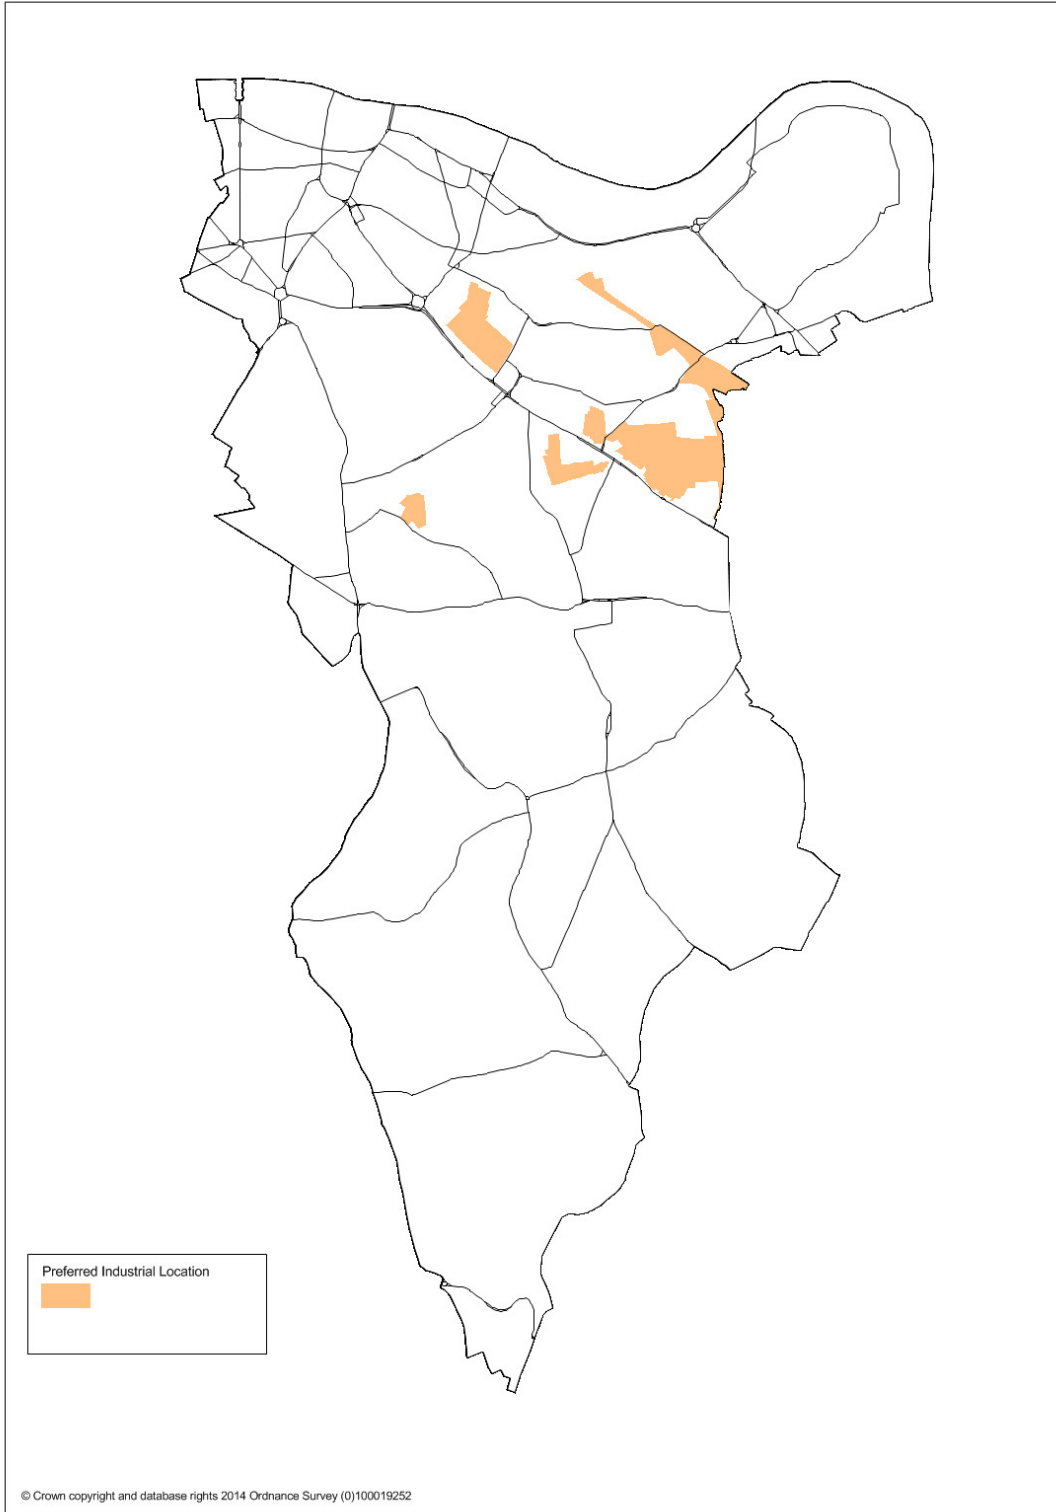 Preferred Industrial Location
© Crown copyright and database rights 2014 Ordnance Survey (0)100019252